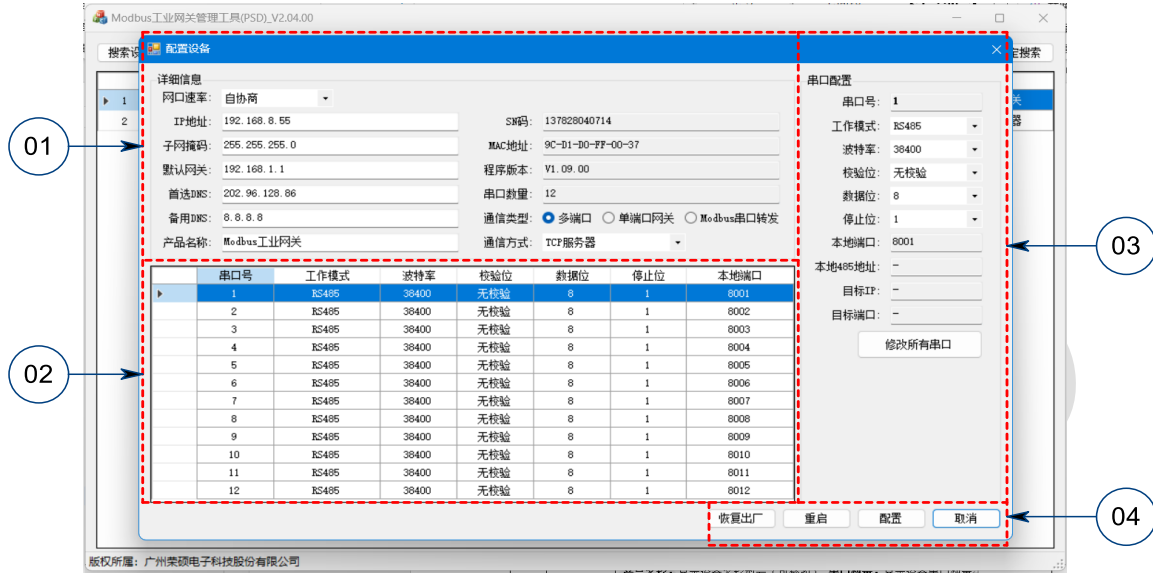 Modbus工业网关管理工具(PSD)_V2.04.00
搜索设
定搜索
配置设备
详细信息
网口速率: 自协商
IP地址: 192.168.8.55
子网掩码: 255.255.255.0
默认网关: 192.168.1.1
首选DNS: 202.96.128.86
备用DNS: 8.8.8.8
产品名称: Modbus工业网关
SN码: 137828040714
MAC地址: 9C-D1-D0-FF-00-37
程序版本: V1.09.00
串口数量: 12
通信类型: 多端口 单端口网关 Modbus串口转发
通信方式: TCP服务器
串口号 工作模式 波特率 校验位 数据位 停止位 本地端口
1 RS485 38400 无校验 8 1 8001
2 RS485 38400 无校验 8 1 8002
3 RS485 38400 无校验 8 1 8003
4 RS485 38400 无校验 8 1 8004
5 RS485 38400 无校验 8 1 8005
6 RS485 38400 无校验 8 1 8006
7 RS485 38400 无校验 8 1 8007
8 RS485 38400 无校验 8 1 8008
9 RS485 38400 无校验 8 1 8009
10 RS485 38400 无校验 8 1 8010
11 RS485 38400 无校验 8 1 8011
12 RS485 38400 无校验 8 1 8012
串口配置
串口号: 1
工作模式: RS485
波特率: 38400
校验位: 无校验
数据位: 8
停止位: 1
本地端口: 8001
本地485地址: -
目标IP: -
目标端口: -
修改所有串口
恢复出厂 重启 配置 取消
1
2
关
器
01
02
03
04
版权所属: 广州荣硕电子科技股份有限公司